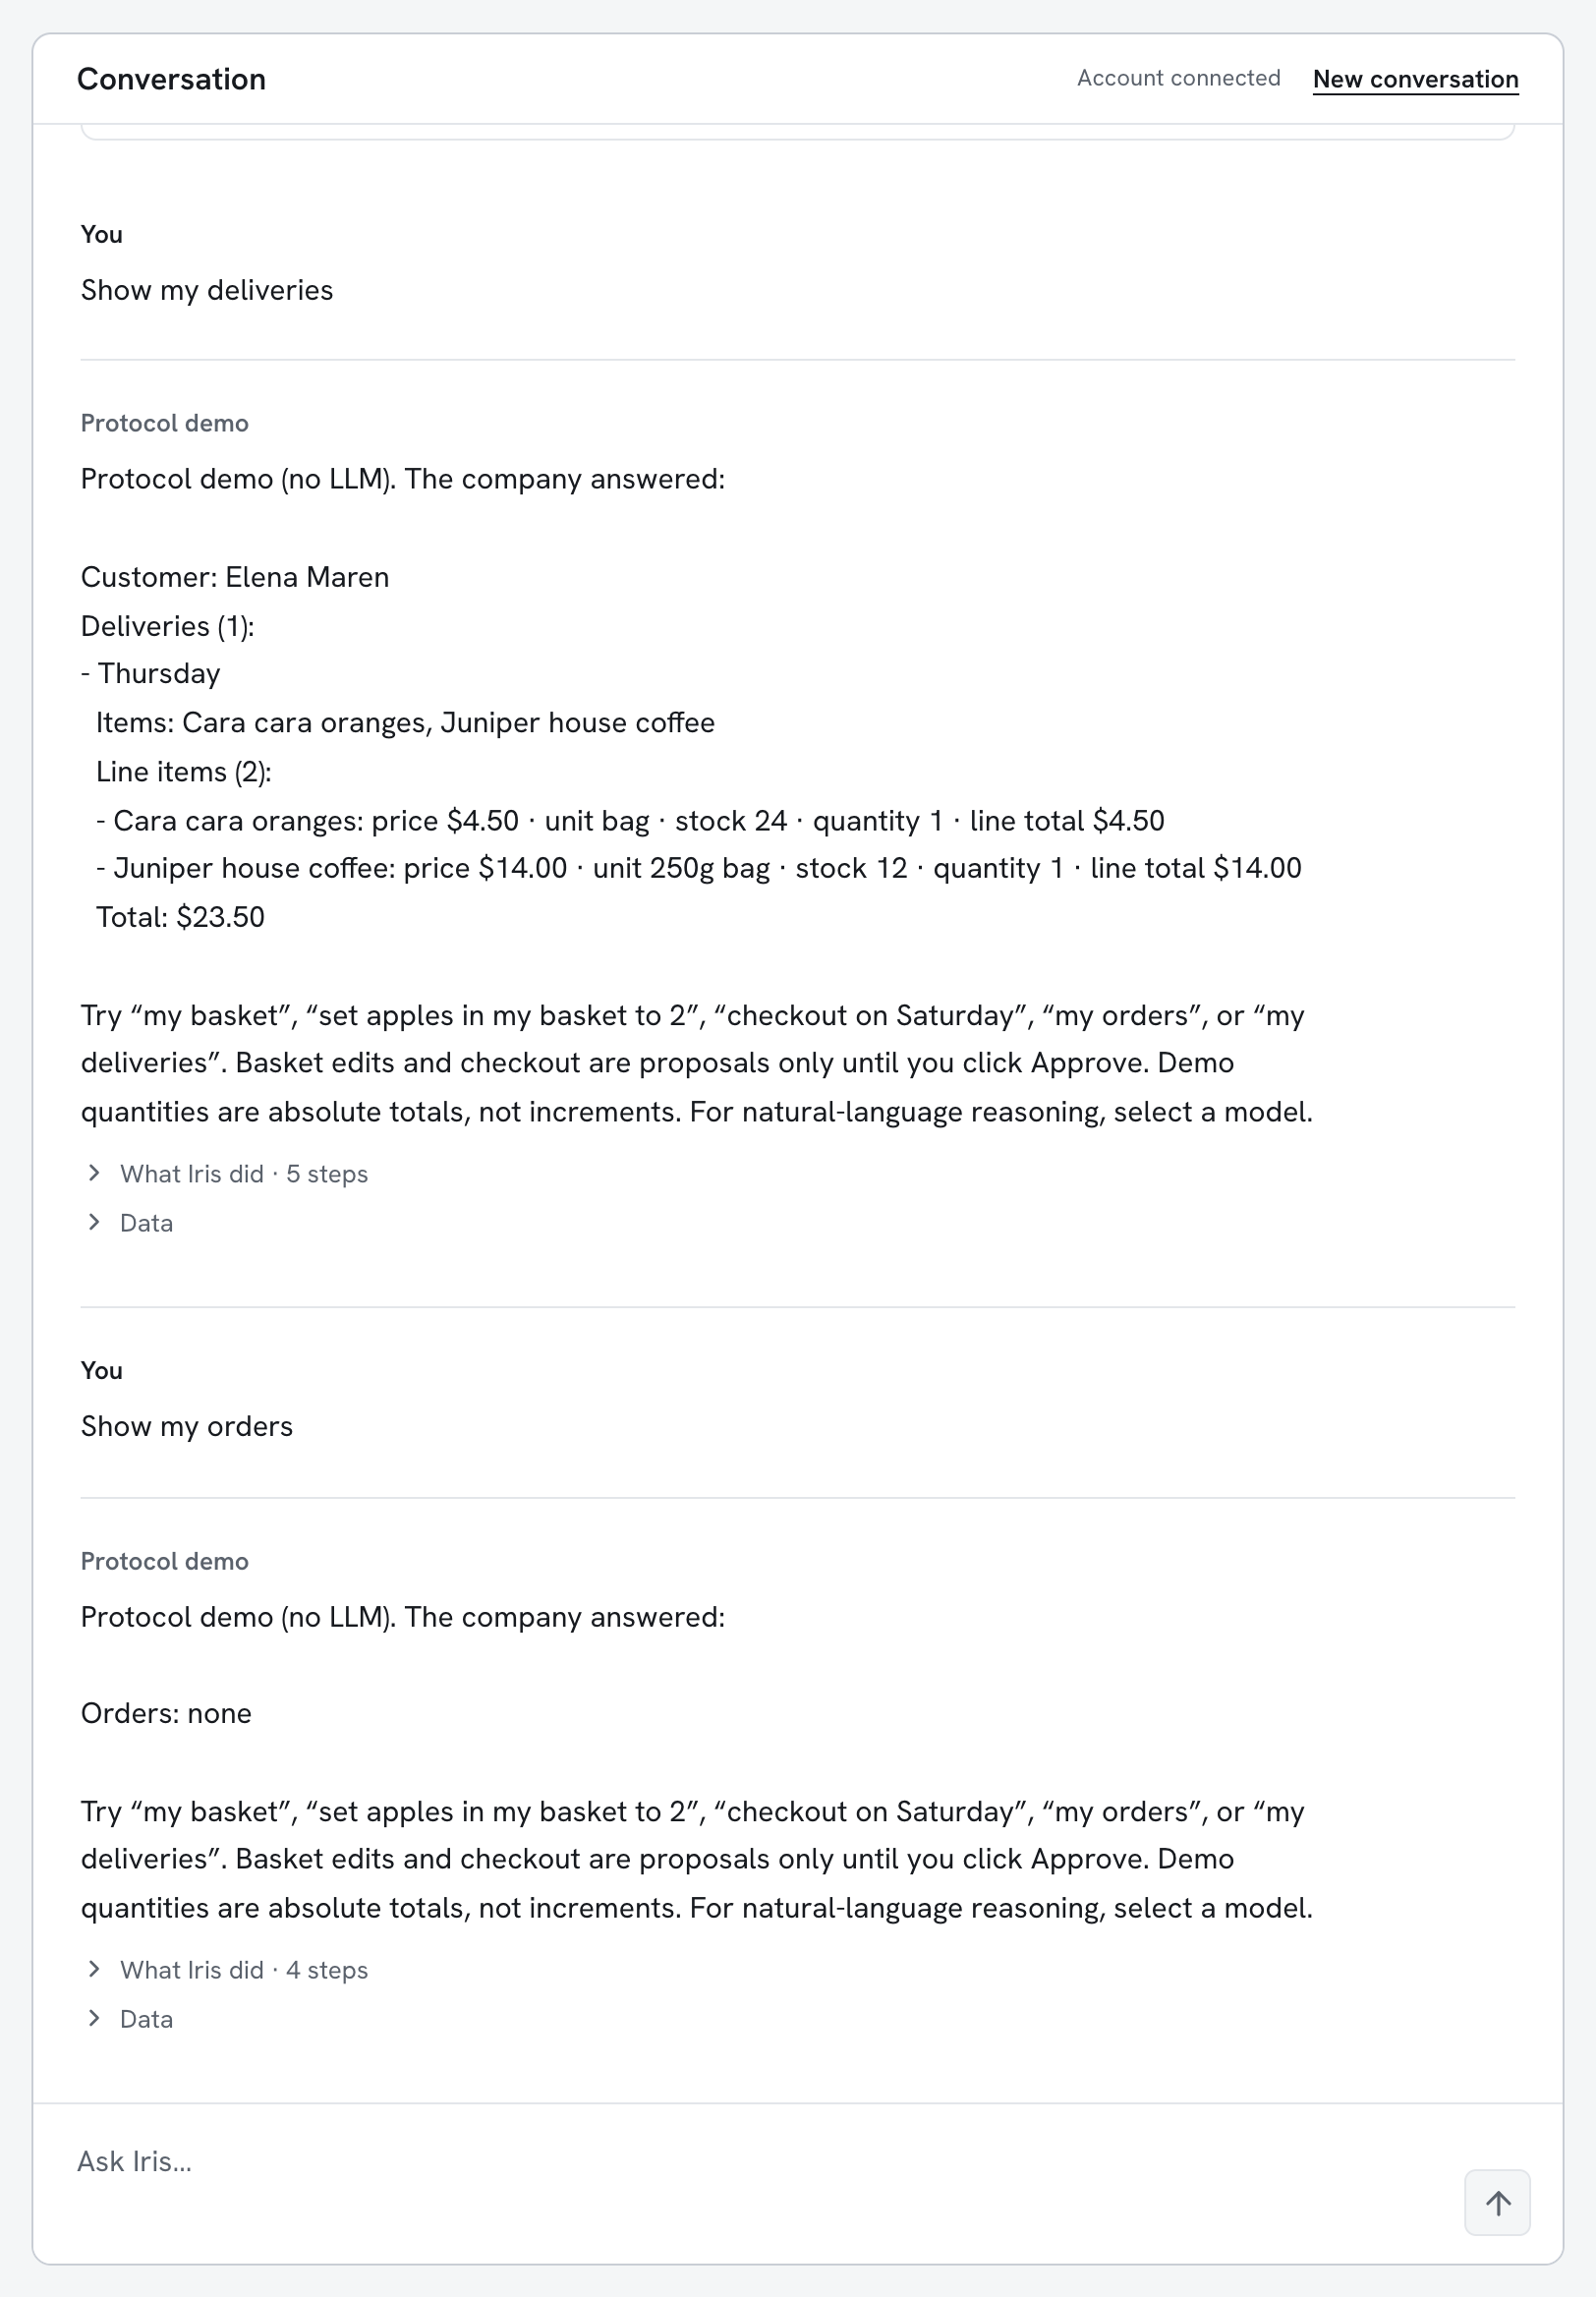 Conversation
Account connected
New conversation
You
Show my deliveries
Protocol demo
Protocol demo (no LLM). The company answered:
Customer: Elena Maren
Deliveries (1):
- Thursday
Items: Cara cara oranges, Juniper house coffee
Line items (2):
- Cara cara oranges: price $4.50 · unit bag · stock 24 · quantity 1 · line total $4.50
- Juniper house coffee: price $14.00 · unit 250g bag · stock 12 · quantity 1 · line total $14.00
Total: $23.50
Try “my basket”, “set apples in my basket to 2”, “checkout on Saturday”, “my orders”, or “my
deliveries”. Basket edits and checkout are proposals only until you click Approve. Demo
quantities are absolute totals, not increments. For natural-language reasoning, select a model.
What Iris did · 5 steps
Data
You
Show my orders
Protocol demo
Protocol demo (no LLM). The company answered:
Orders: none
Try “my basket”, “set apples in my basket to 2”, “checkout on Saturday”, “my orders”, or “my
deliveries”. Basket edits and checkout are proposals only until you click Approve. Demo
quantities are absolute totals, not increments. For natural-language reasoning, select a model.
What Iris did · 4 steps
Data
Ask Iris...